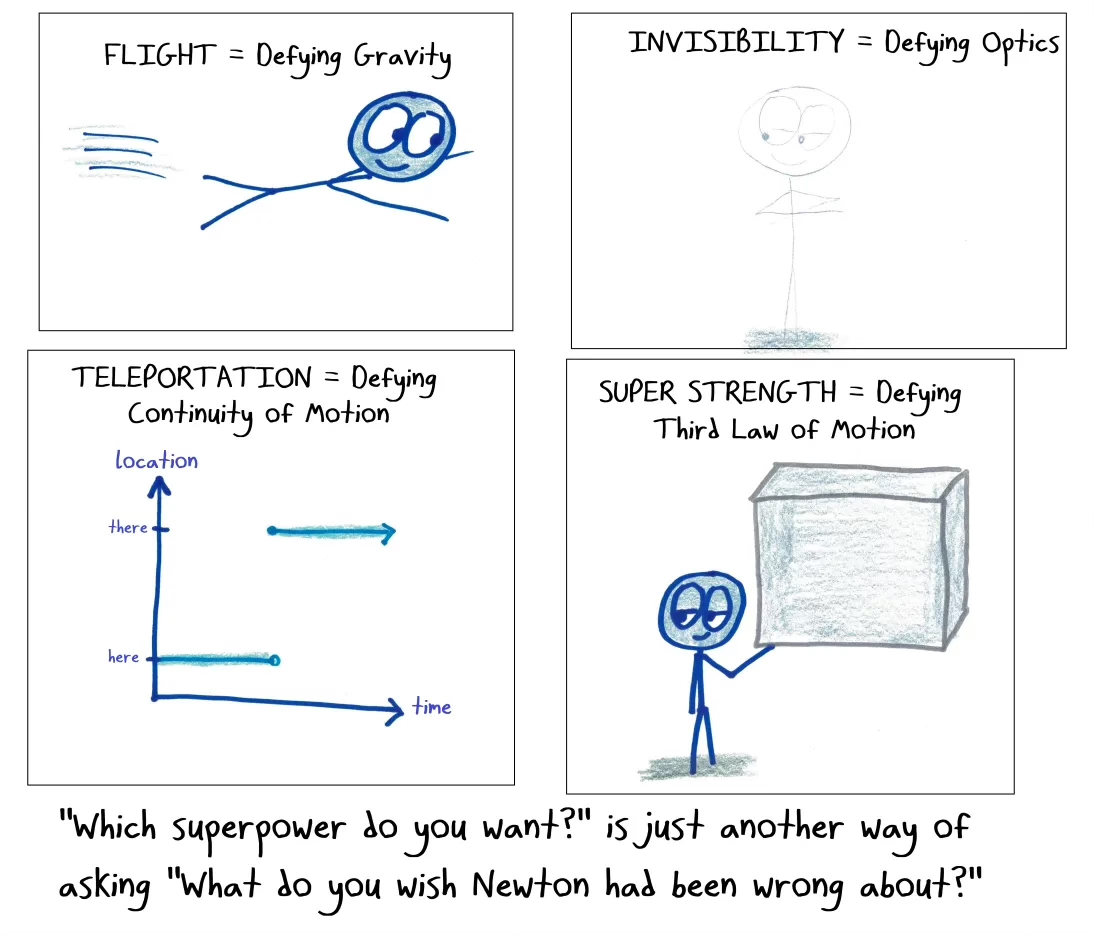 FLIGHT = Defying Gravity
INVISIBILITY = Defying Optics
TELEPORTATION = Defying
Continuity of Motion
location
there
here
time
SUPER STRENGTH = Defying
Third Law of Motion
"Which superpower do you want?" is just another way of
asking "What do you wish Newton had been wrong about?"